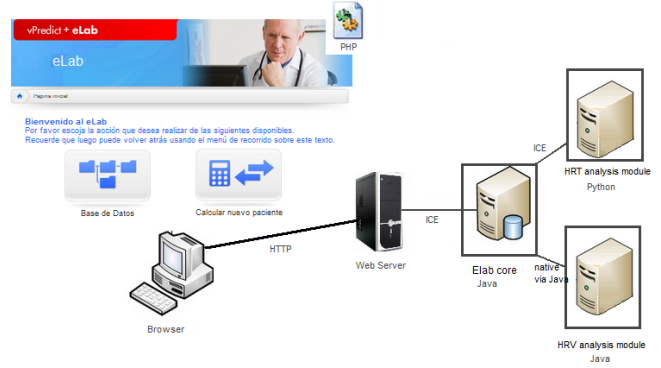 vPredict + eLab
eLab
PHP
Página inicial
Bienvenido al eLab
Por favor escoja la acción que desea realizar de las siguientes disponibles.
Recuerde que luego puede volver atrás usando el menú de recorrido sobre este texto.
Base de Datos
Calcular nuevo paciente
HTTP
Browser
Web Server
ICE
Elab core
Java
ICE
HRT analysis module
Python
native
via Java
HRV analysis module
Java